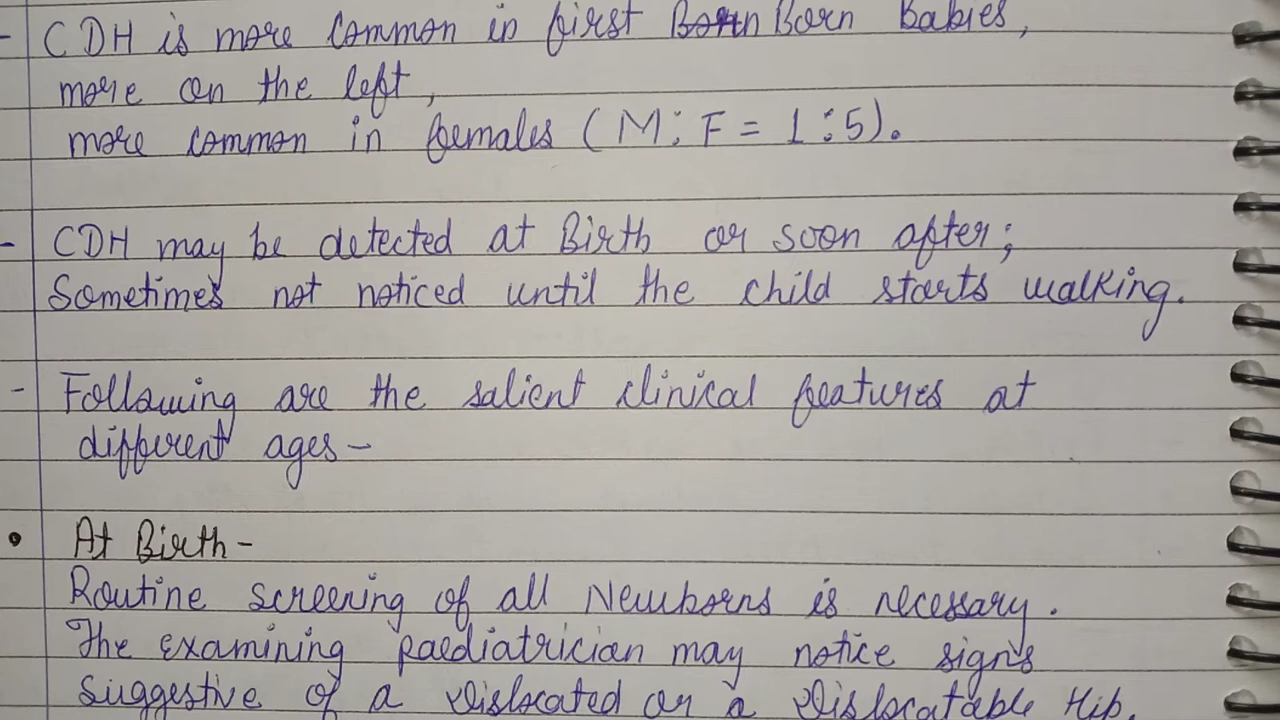 - CDH is more common in first Born Babies,
more on the left,
more common in females (M : F = 1 : 5).
- CDH may be detected at Birth or soon after;
Sometimes not noticed until the child starts walking.
- Following are the salient clinical features at
different ages -
• At Birth -
Routine screening of all Newborns is necessary.
The examining paediatrician may notice signs
suggestive of a dislocated or a dislocatable Hip.